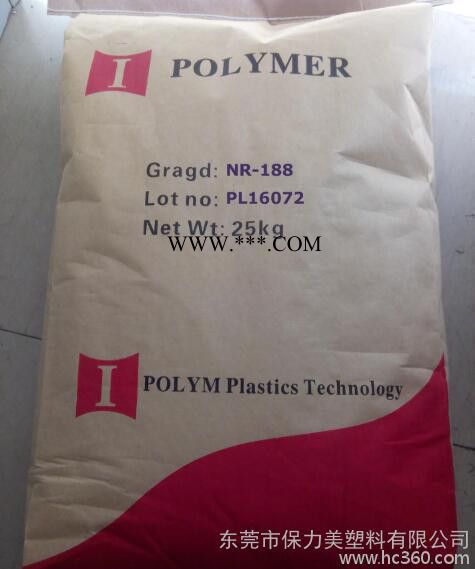 I POLYMER
Gragd: NR-188
Lot no: PL16072
Net Wt: 25kg
WWW.***.COM
I POLYM Plastics Technology
东莞市保力美塑料有限公司
www.hc360.com